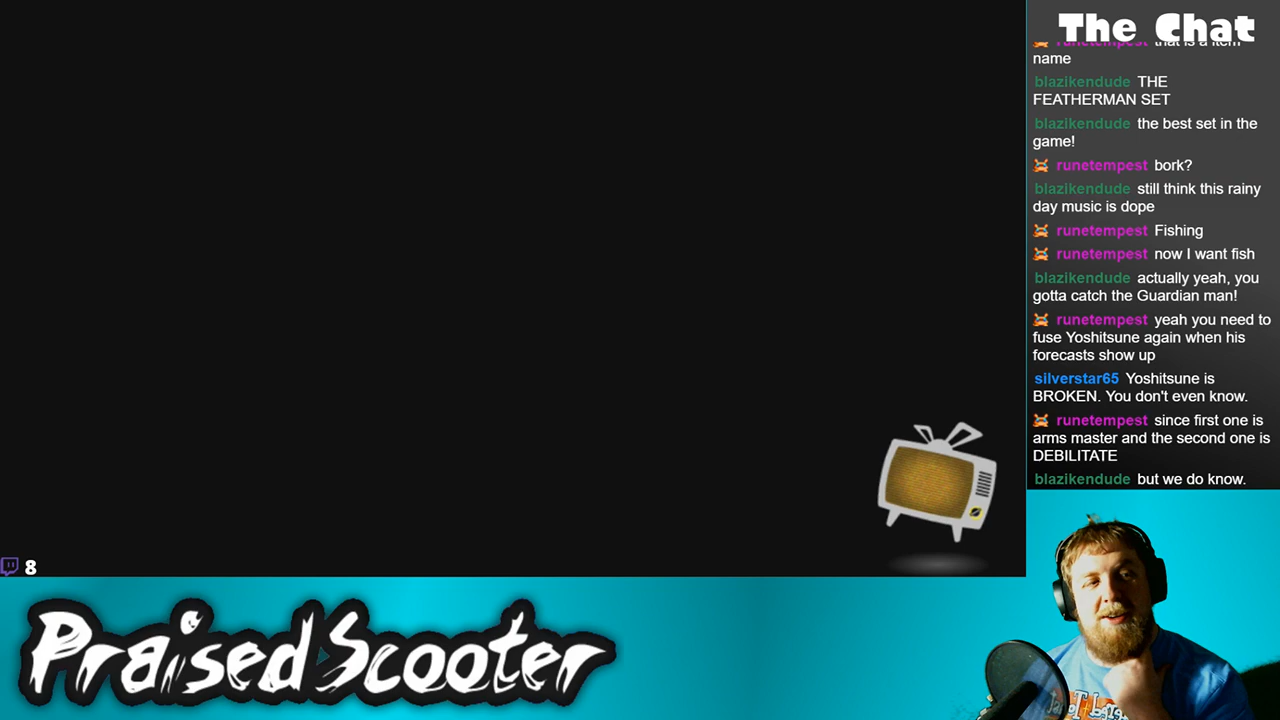 The Chat
runetempest that is a item
name
blazikendude THE
FEATHERMAN SET
blazikendude the best set in the
game!
runetempest bork?
blazikendude still think this rainy
day music is dope
runetempest Fishing
runetempest now I want fish
blazikendude actually yeah, you
gotta catch the Guardian man!
runetempest yeah you need to
fuse Yoshitsune again when his
forecasts show up
silverstar65 Yoshitsune is
BROKEN. You don't even know.
runetempest since first one is
arms master and the second one is
DEBILITATE
blazikendude but we do know.
8
PraisedScooter